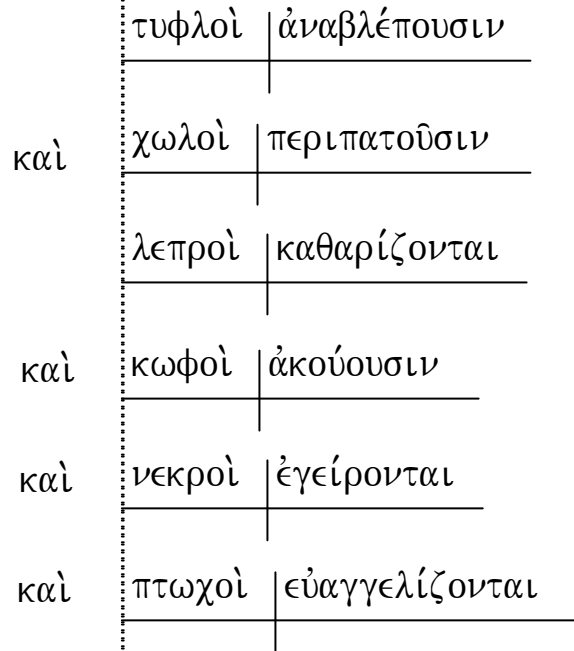 τυφλοὶ ἀναβλέπουσιν
καὶ χωλοὶ περιπατοῦσιν
λεπροὶ καθαρίζονται
καὶ κωφοὶ ἀκούουσιν
καὶ νεκροὶ ἐγείρονται
καὶ πτωχοὶ εὐαγγελίζονται